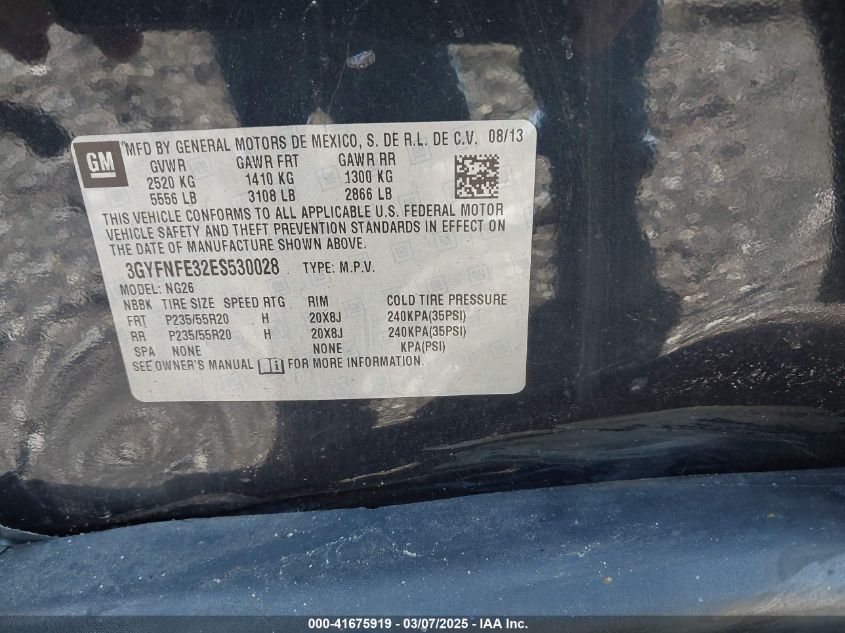 GM
"MFD BY GENERAL MOTORS DE MEXICO, S. DE R.L. DE C.V. 08/13
GVWR GAWR FRT GAWR RR
2520 KG 1410 KG 1300 KG
5556 LB 3108 LB 2866 LB
THIS VEHICLE CONFORMS TO ALL APPLICABLE U.S. FEDERAL MOTOR
VEHICLE SAFETY AND THEFT PREVENTION STANDARDS IN EFFECT ON
THE DATE OF MANUFACTURE SHOWN ABOVE.
3GYFNFE32ES530028 TYPE: M.P.V.
MODEL: NG26
NBBK TIRE SIZE SPEED RTG RIM COLD TIRE PRESSURE
FRT P235/55R20 H 20X8J 240KPA(35PSI)
RR P235/55R20 H 20X8J 240KPA(35PSI)
SPA NONE NONE KPA(PSI)
SEE OWNER'S MANUAL FOR MORE INFORMATION.
000-41675919 - 03/07/2025 - ©IAA, Inc.